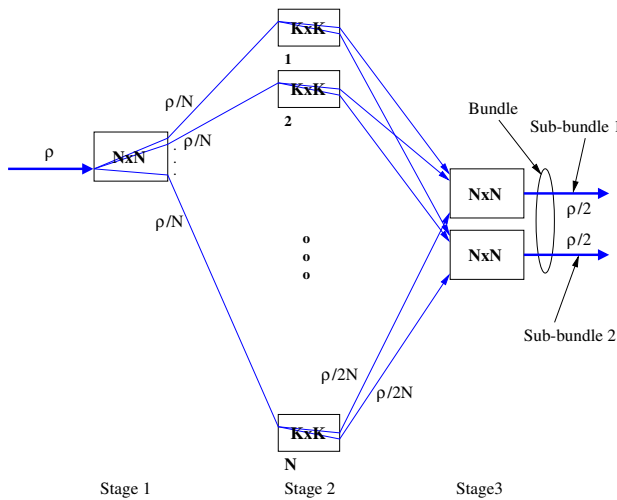 KxK
1
KxK
2
ρ/N
ρ/N
Bundle
Sub-bundle 1
ρ
NxN
.
.
.
ρ/N
NxN
ρ/2
ρ/2
NxN
o
o
o
Sub-bundle 2
ρ/2N
ρ/2N
KxK
N
Stage 1
Stage 2
Stage3